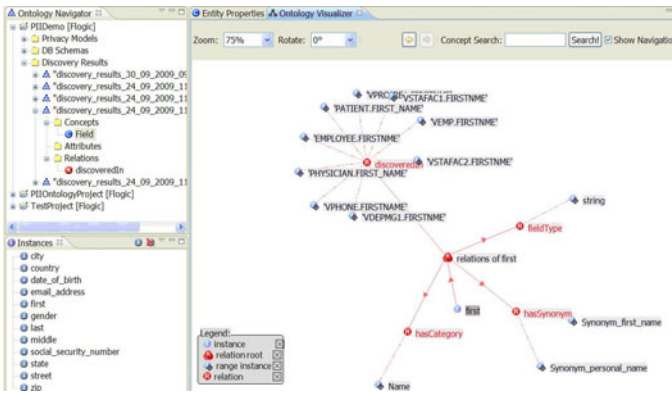 Ontology Navigator
PIIDemo [Flogic]
Privacy Models
DB Schemas
Discovery Results
"discovery_results_30_09_2009_09
"discovery_results_24_09_2009_11
"discovery_results_24_09_2009_11
"discovery_results_24_09_2009_11
Concepts
Field
Attributes
Relations
discoveredIn
"discovery_results_24_09_2009_11
PIIOntologyProject [Flogic]
TestProject [Flogic]
Instances
city
country
date_of_birth
email_address
first
gender
last
middle
social_security_number
state
street
zip
Entity Properties
Ontology Visualizer
Zoom: 75% Rotate: 0° Concept Search: Search! Show Navigatio
'VSTAFAC1.FIRSTNME'
'PATIENT.FIRST_NAME'
'VEMP.FIRSTNME'
'EMPLOYEE.FIRSTNME'
discoveredIn
'VSTAFAC2.FIRSTNME'
'PHYSICIAN.FIRST_NAME'
'VPHONE.FIRSTNAME'
'VDEPMG1.FIRSTNME'
string
fieldType
relations of first
first
hasSynonym
Synonym_first_name
hasCategory
Synonym_personal_name
Name
Legend:
instance
relation root
range instance
relation